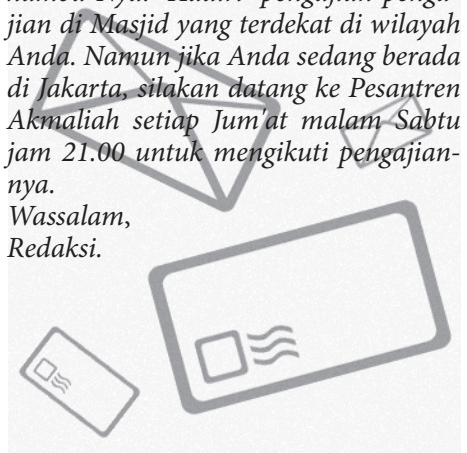 jian di Masjid yang terdekat di wilayah
Anda. Namun jika Anda sedang berada
di Jakarta, silakan datang ke Pesantren
Akmaliah setiap Jum'at malam Sabtu
jam 21.00 untuk mengikuti pengajian-
nya.
Wassalam,
Redaksi.